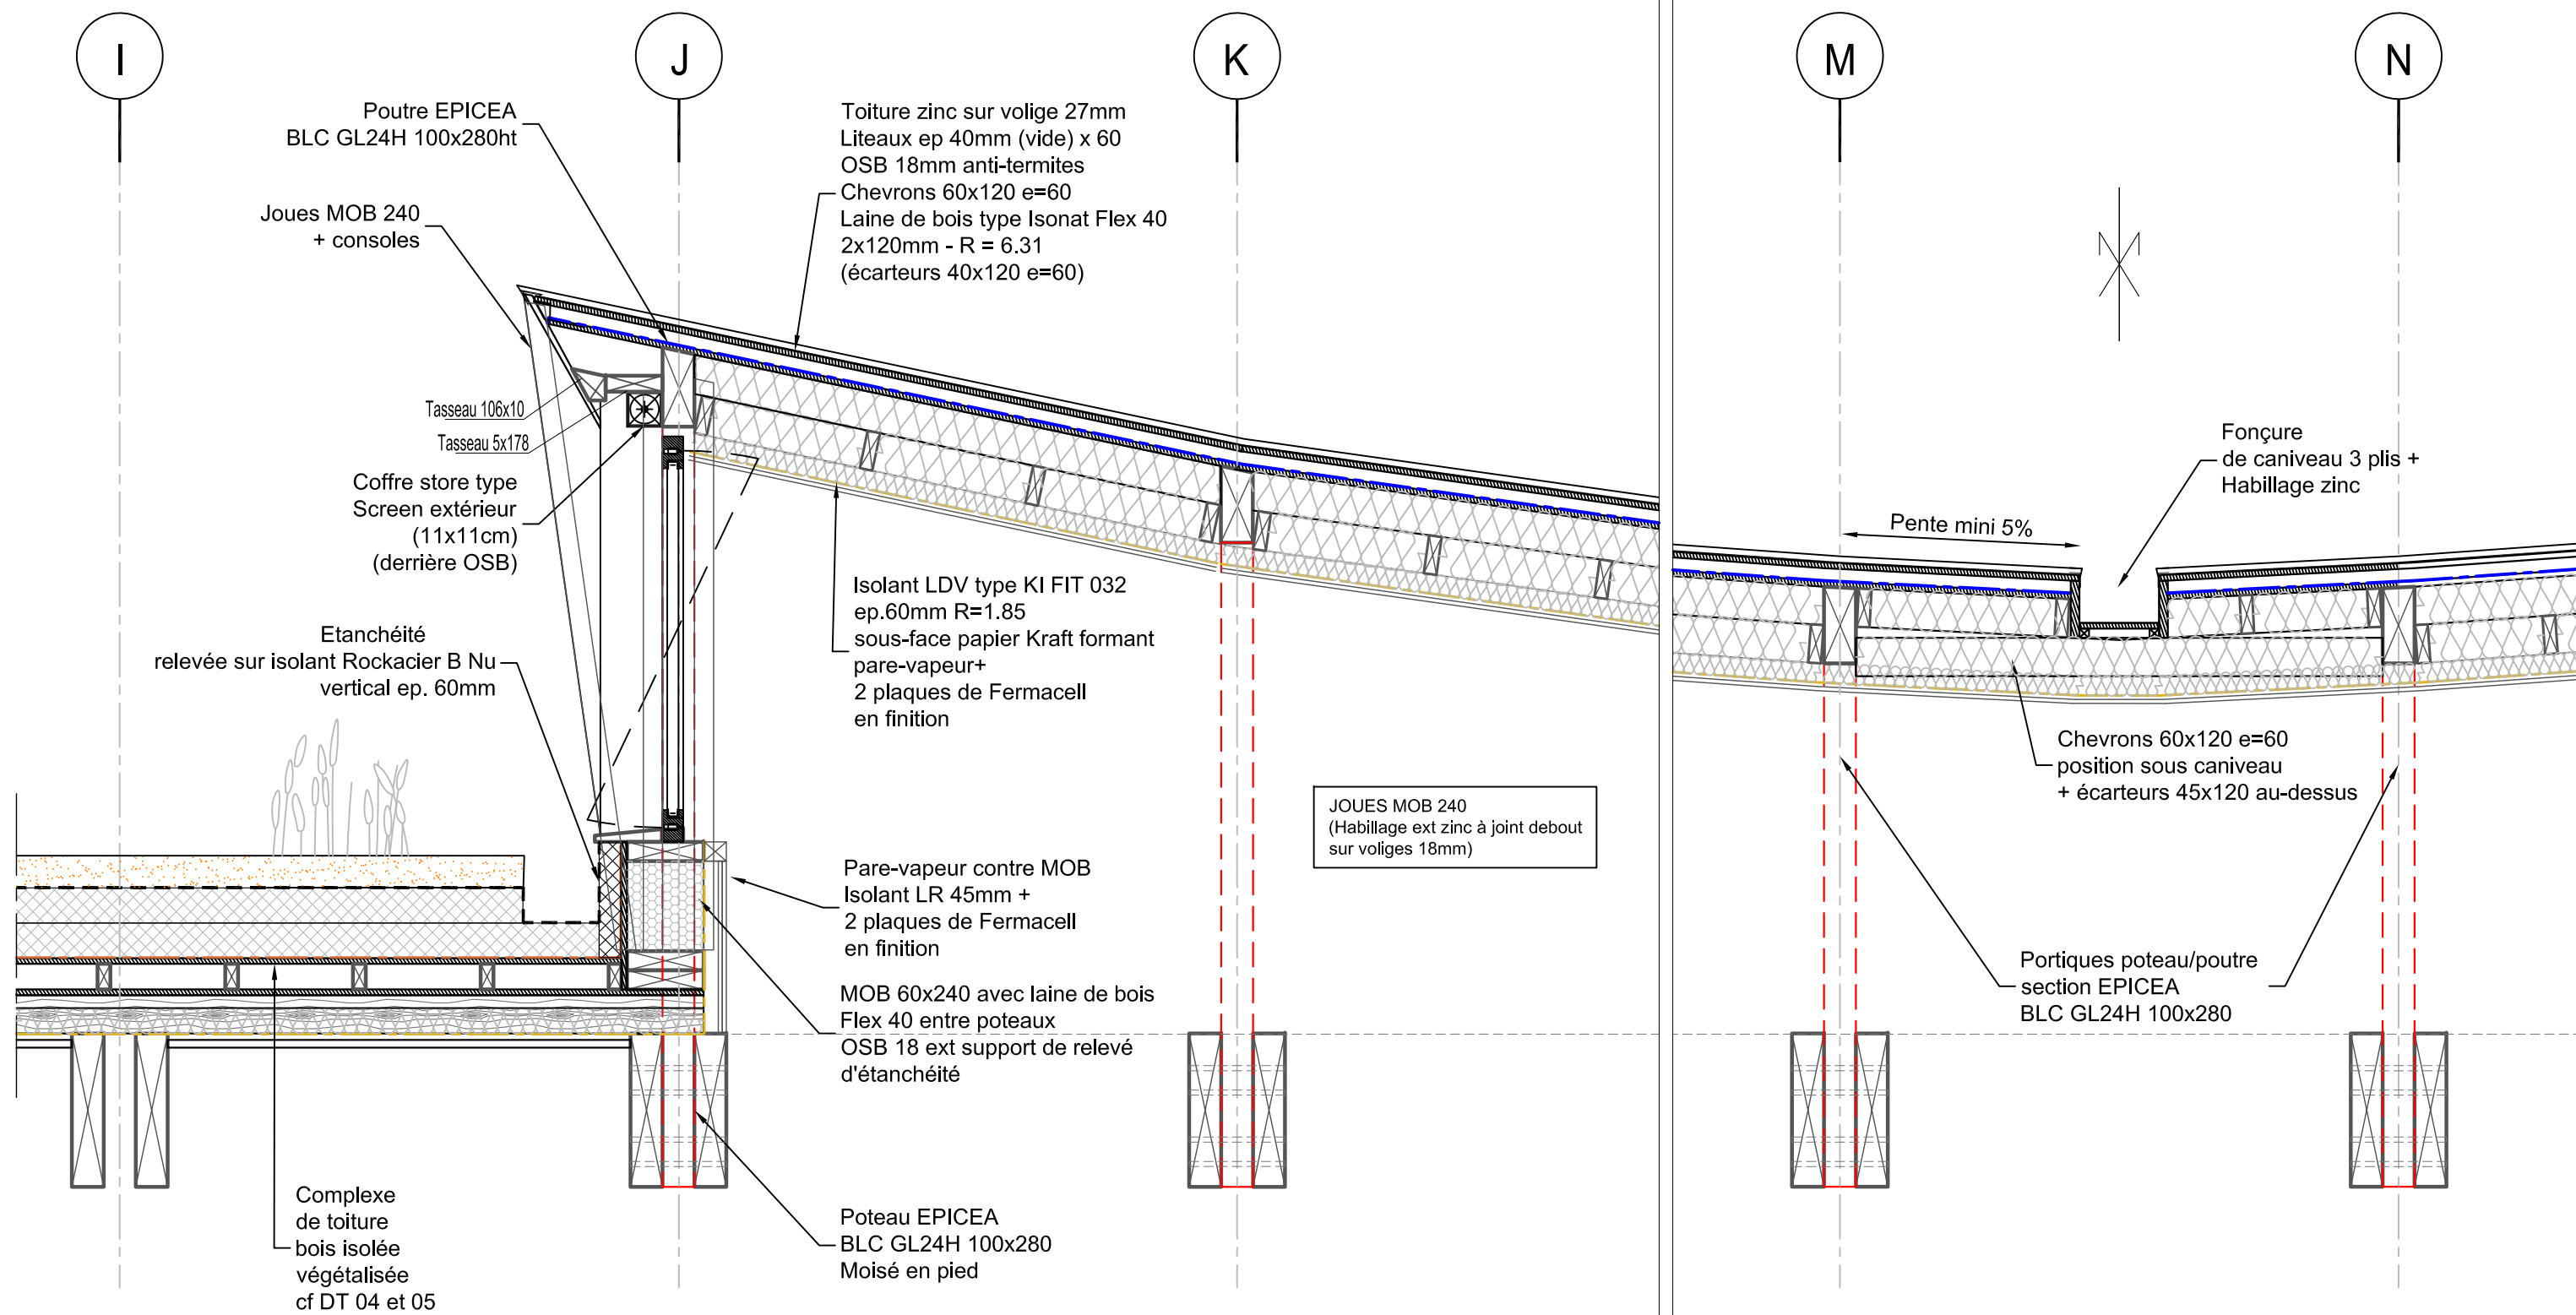 I
J
K
M
N
Poutre EPICEA
BLC GL24H 100x280ht
Joues MOB 240
+ consoles
Tasseau 106x10
Tasseau 5x178
Coffre store type
Screen extérieur
(11x11cm)
(derrière OSB)
Etanchéité
relevée sur isolant Rockacier B Nu
vertical ep. 60mm
Complexe
de toiture
bois isolée
végétalisée
cf DT 04 et 05
Toiture zinc sur volige 27mm
Liteaux ep 40mm (vide) x 60
OSB 18mm anti-termites
Chevrons 60x120 e=60
Laine de bois type Isonat Flex 40
2x120mm - R = 6.31
(écarteurs 40x120 e=60)
Isolant LDV type KI FIT 032
ep.60mm R=1.85
sous-face papier Kraft formant
pare-vapeur+
2 plaques de Fermacell
en finition
Pare-vapeur contre MOB
Isolant LR 45mm +
2 plaques de Fermacell
en finition
MOB 60x240 avec laine de bois
Flex 40 entre poteaux
OSB 18 ext support de relevé
d'étanchéité
Poteau EPICEA
BLC GL24H 100x280
Moisé en pied
JOUES MOB 240
(Habillage ext zinc à joint debout
sur voliges 18mm)
Pente mini 5%
Fonçure
de caniveau 3 plis +
Habillage zinc
Chevrons 60x120 e=60
position sous caniveau
+ écarteurs 45x120 au-dessus
Portiques poteau/poutre
section EPICEA
BLC GL24H 100x280